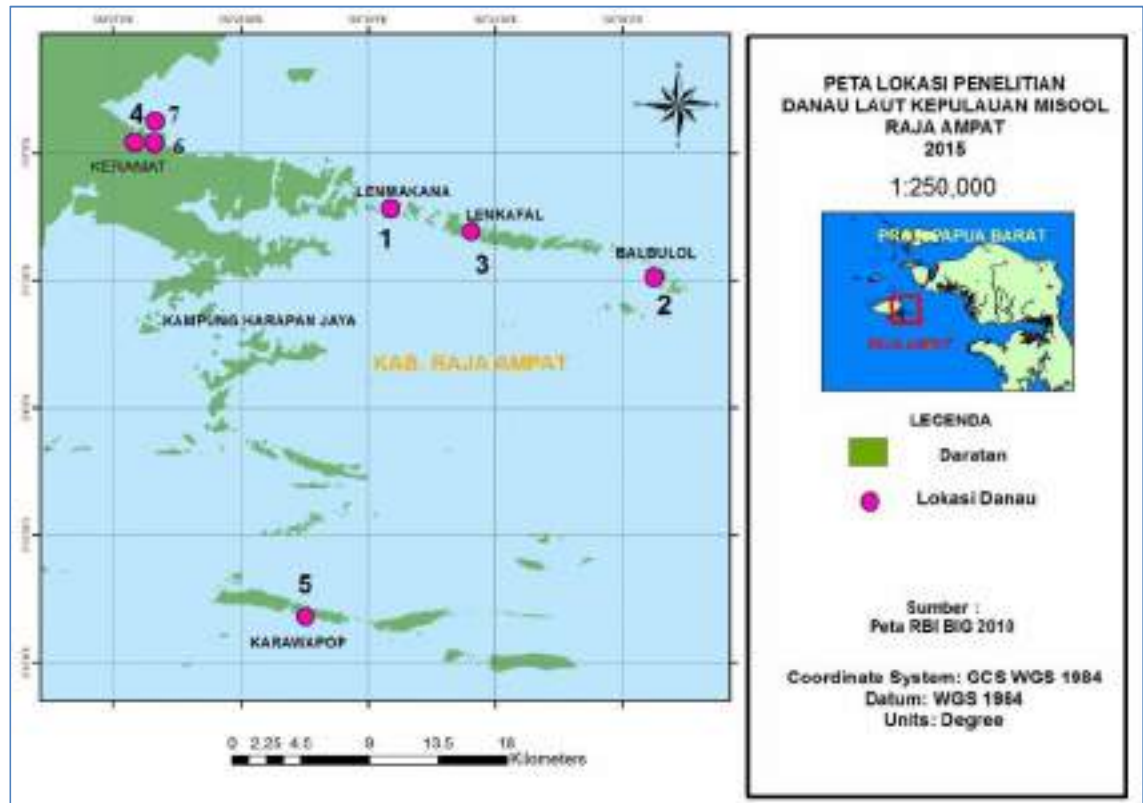 4
7
6
KERAMAT
LENMAKANA
1
LENKAFAL
3
BALBULOL
2
KAMPUNG HARAPAN JAYA
KAB. RAJA AMPAT
5
KARAWAPOP
0 2.25 4.5 9 13.5 18
Kilometers
PETA LOKASI PENELITIAN
DANAU LAUT KEPULAUAN MISOOL
RAJA AMPAT
2015
1:250,000
PAPUA BARAT
RAJA AMPAT
LEGENDA
Daratan
Lokasi Danau
Sumber :
Peta RBI BIG 2010
Coordinate System: GCS WGS 1984
Datum: WGS 1984
Units: Degree